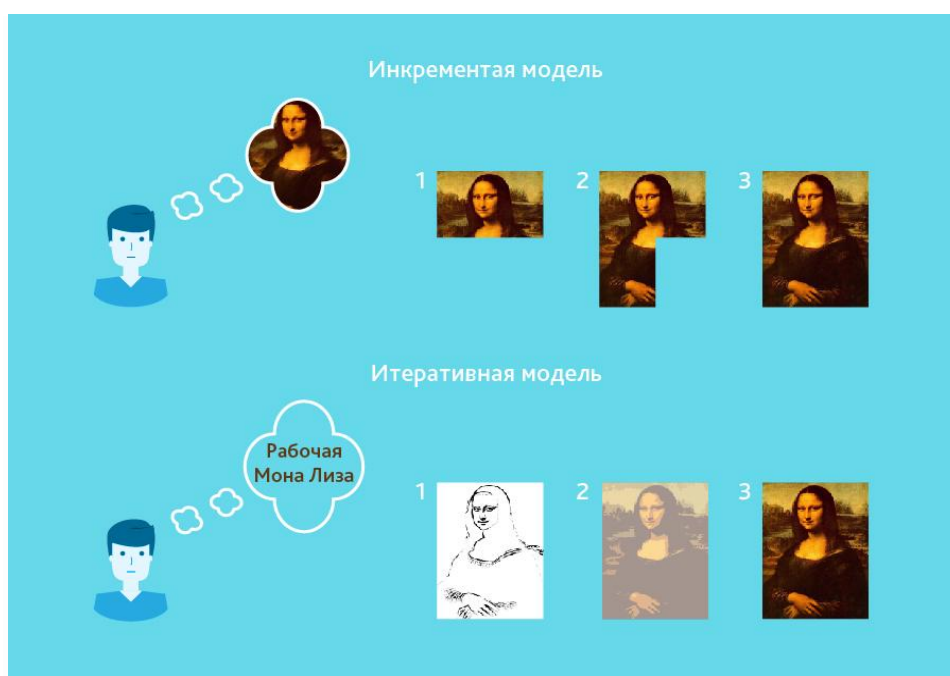 Инкрементая модель
1 2 3
Итеративная модель
Рабочая
Мона Лиза
1 2 3